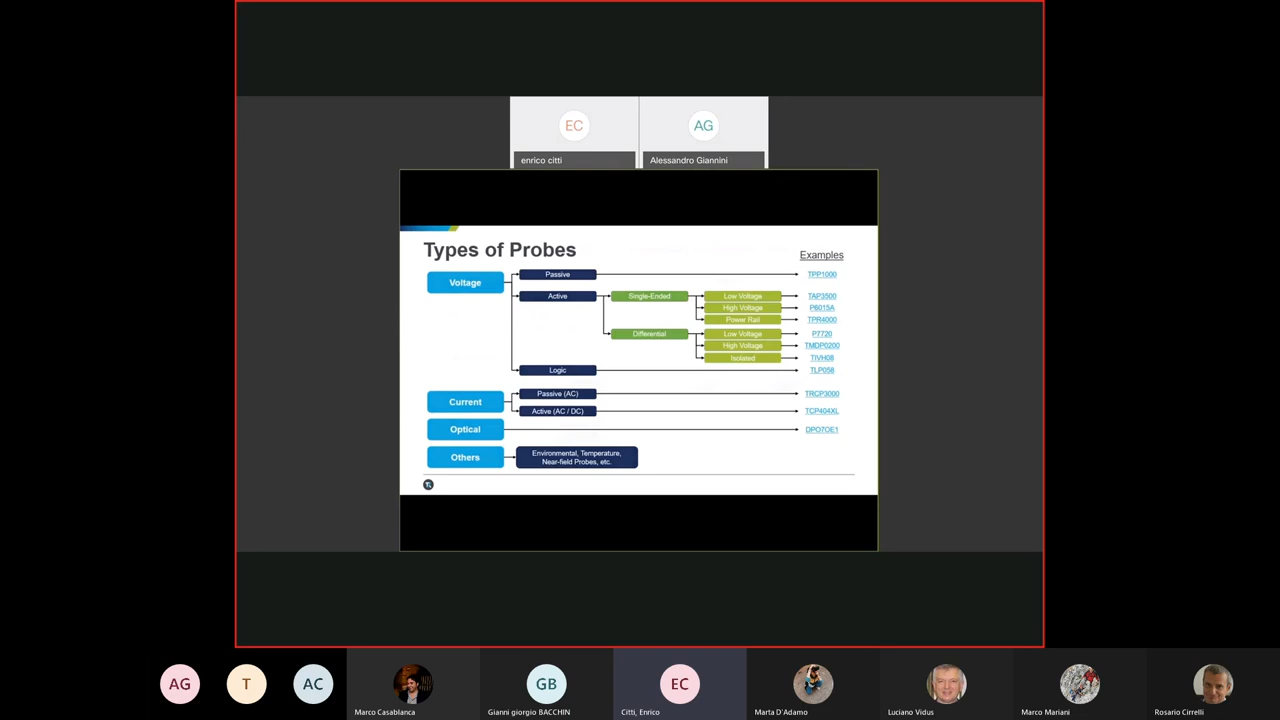 EC
AG
enrico citti
Alessandro Giannini
Types of Probes
Examples
Voltage
Passive
TPP1000
Active
Single-Ended
Low Voltage
TAP3500
High Voltage
P6015A
Power Rail
TPR4000
Differential
Low Voltage
P7720
High Voltage
TMDP0200
Isolated
TIVH08
Logic
TLP058
Current
Passive (AC)
TRCP3000
Active (AC / DC)
TCP404XL
Optical
DPO7OE1
Others
Environmental, Temperature,
Near-field Probes, etc.
AG
T
AC
Marco Casablanca
GB
Gianni giorgio BACCHIN
EC
Citti, Enrico
Marta D'Adamo
Luciano Vidus
Marco Mariani
Rosario Cirrelli